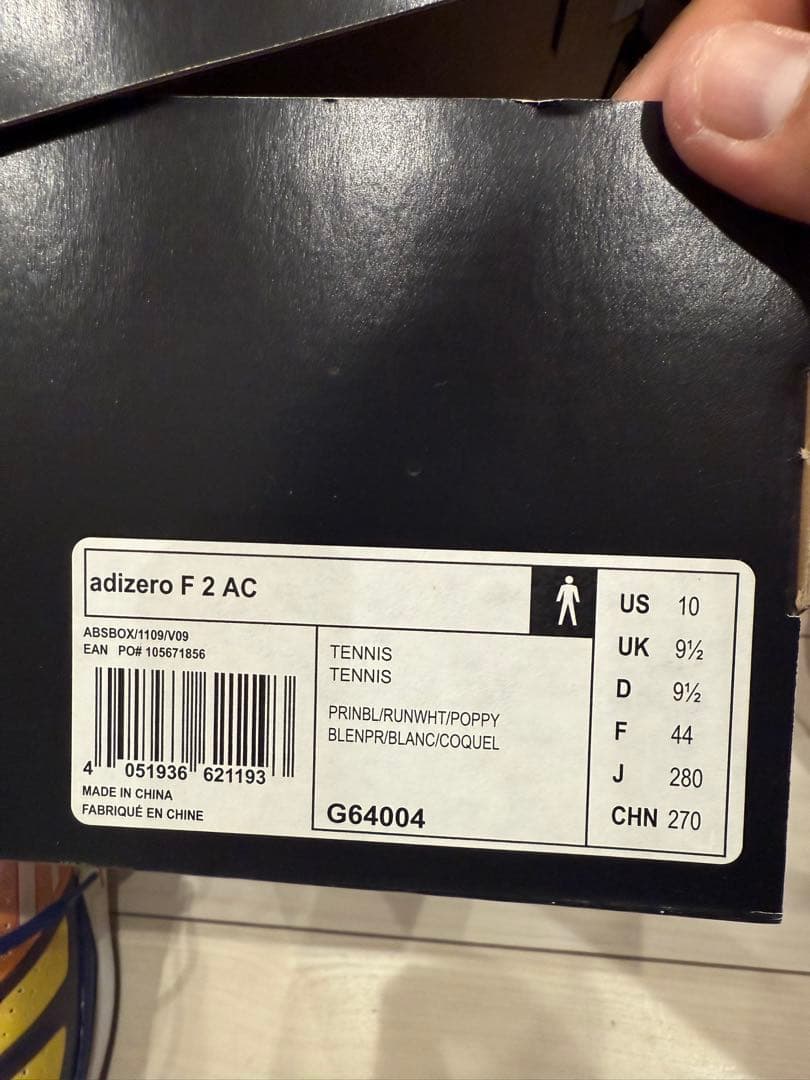 adizero F 2 AC
ABSBOX/1109/V09
EAN PO# 105671856
4 051936 621193
MADE IN CHINA
FABRIQUÉ EN CHINE
TENNIS
TENNIS
PRINBL/RUNWHT/POPPY
BLENPR/BLANC/COQUEL
G64004
US 10
UK 9½
D 9½
F 44
J 280
CHN 270